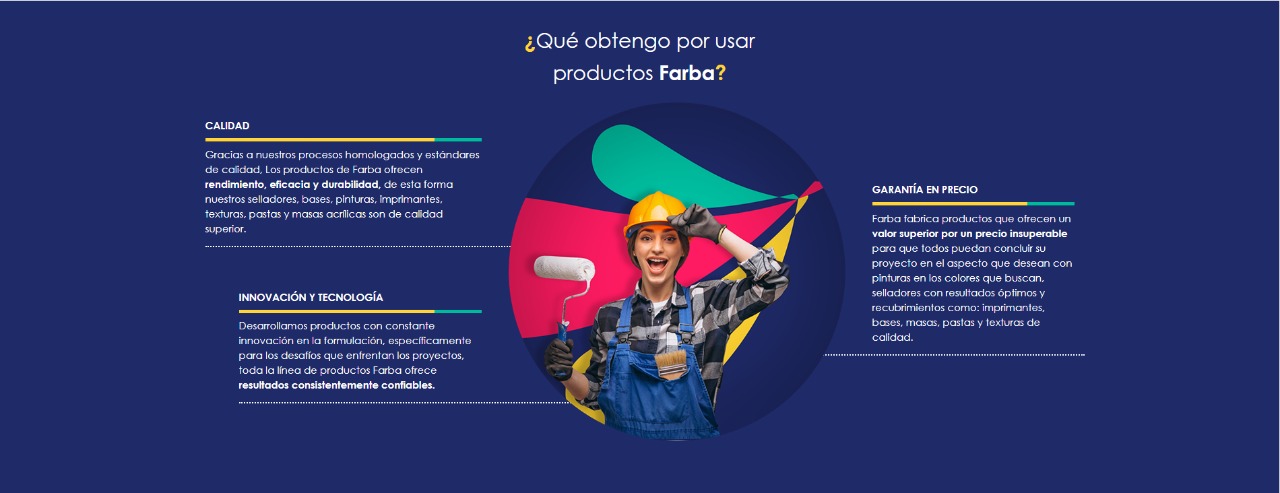 ¿Qué obtengo por usar
productos Farba?
CALIDAD
Gracias a nuestros procesos homologados y estándares
de calidad, Los productos de Farba ofrecen
rendimiento, eficacia y durabilidad, de esta forma
nuestros selladores, bases, pinturas, imprimantes,
texturas, pastas y masas acrílicas son de calidad
superior.
INNOVACIÓN Y TECNOLOGÍA
Desarrollamos productos con constante
innovación en la formulación, específicamente
para los desafíos que enfrentan los proyectos,
toda la línea de productos Farba ofrece
resultados consistentemente confiables.
GARANTÍA EN PRECIO
Farba fabrica productos que ofrecen un
valor superior por un precio insuperable
para que todos puedan concluir su
proyecto en el aspecto que desean con
pinturas en los colores que buscan,
selladores con resultados óptimos y
recubrimientos como: imprimantes,
bases, masas, pastas y texturas de
calidad.